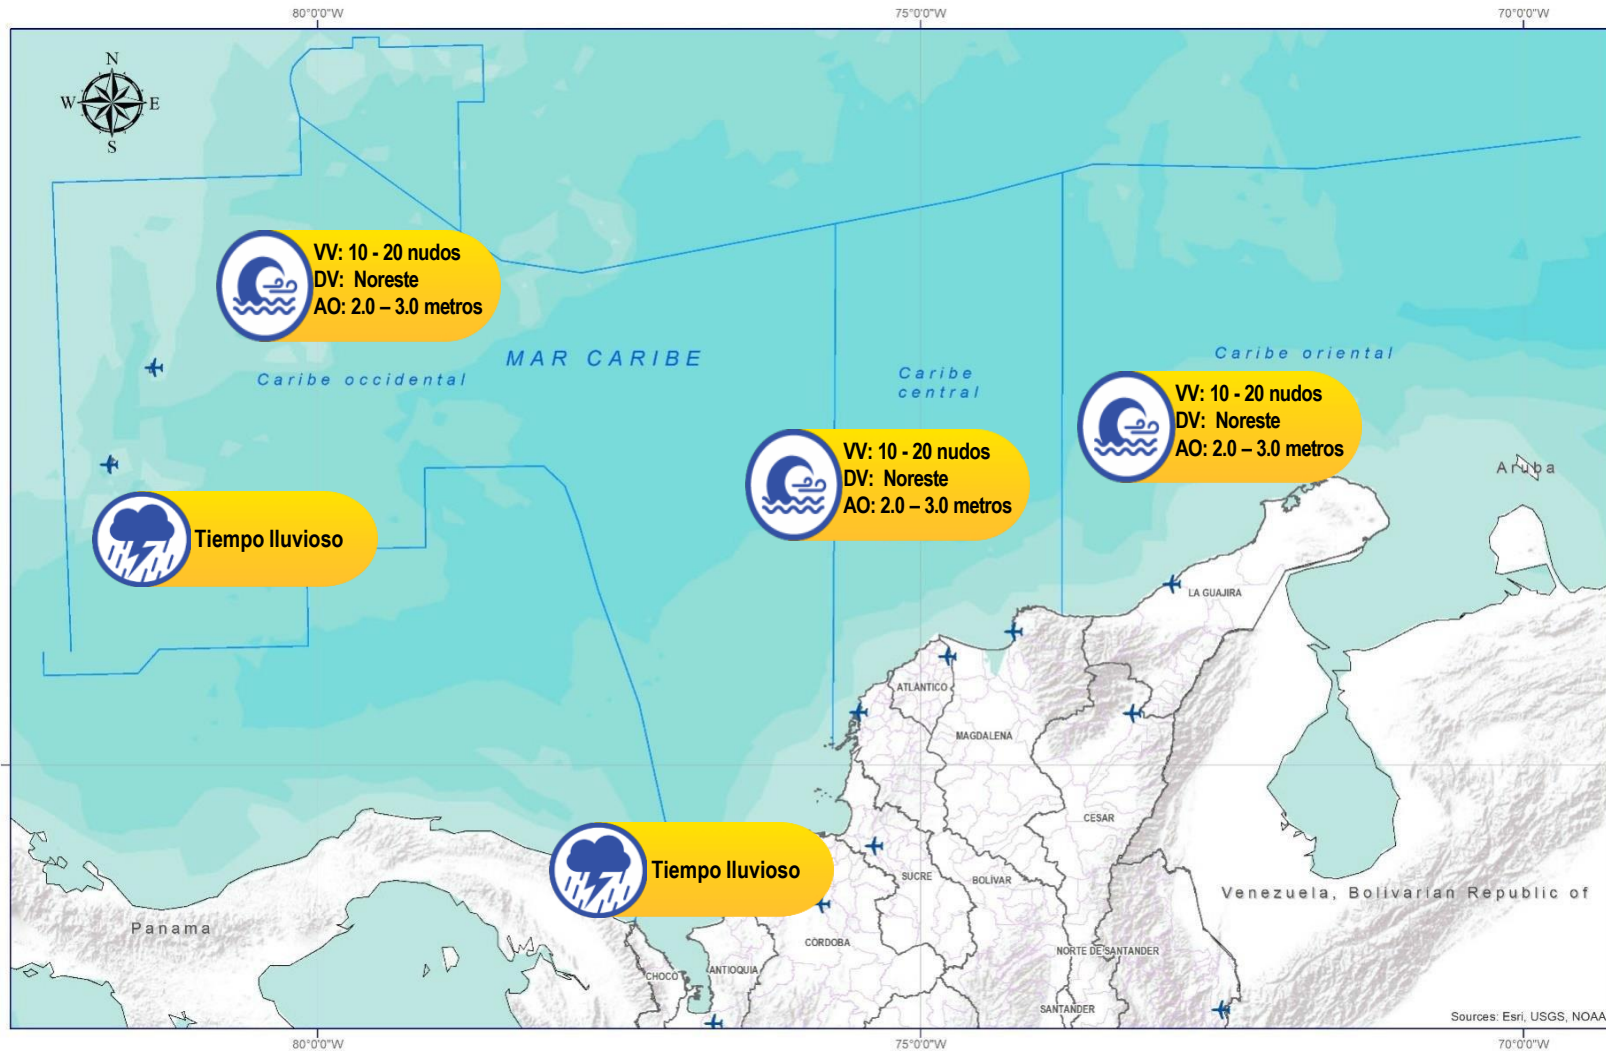 80°0'0"W
75°0'0"W
70°0'0"W
N
W
E
S
VV: 10 - 20 nudos
DV: Noreste
AO: 2.0 – 3.0 metros
MAR CARIBE
Caribe occidental
Caribe
central
Caribe oriental
VV: 10 - 20 nudos
DV: Noreste
AO: 2.0 – 3.0 metros
VV: 10 - 20 nudos
DV: Noreste
AO: 2.0 – 3.0 metros
Aruba
Tiempo lluvioso
LA GUAJIRA
ATLÁNTICO
MAGDALENA
CESAR
Tiempo lluvioso
SUCRE
BOLÍVAR
Venezuela, Bolivarian Republic of
Panama
CÓRDOBA
NORTE DE SANTANDER
CHOCÓ
ANTIOQUIA
SANTANDER
Sources: Esri, USGS, NOAA
80°0'0"W
75°0'0"W
70°0'0"W